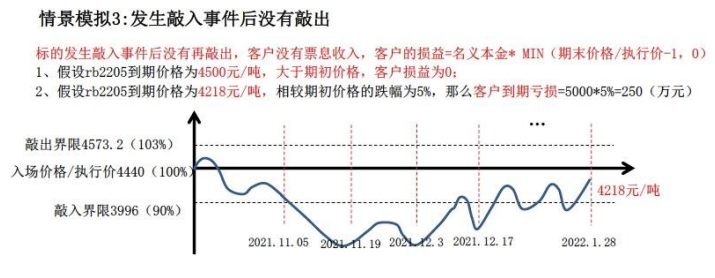 情景模拟3:发生敲入事件后没有敲出
标的发生敲入事件后没有再敲出，客户没有票息收入，客户的损益=名义本金* MIN（期末价格/执行价-1，0）
1、假设rb2205到期价格为4500元/吨，大于期初价格，客户损益为0;
2、假设rb2205到期价格为4218元/吨，相较期初价格的跌幅为5%，那么客户到期亏损=5000*5%=250（万元）
...
敲出界限4573.2（103%）
入场价格/执行价4440（100%）
4218元/吨
敲入界限3996（90%）
2021.11.05
2021.11.19
2021.12.3
2021.12.17
2022.1.28